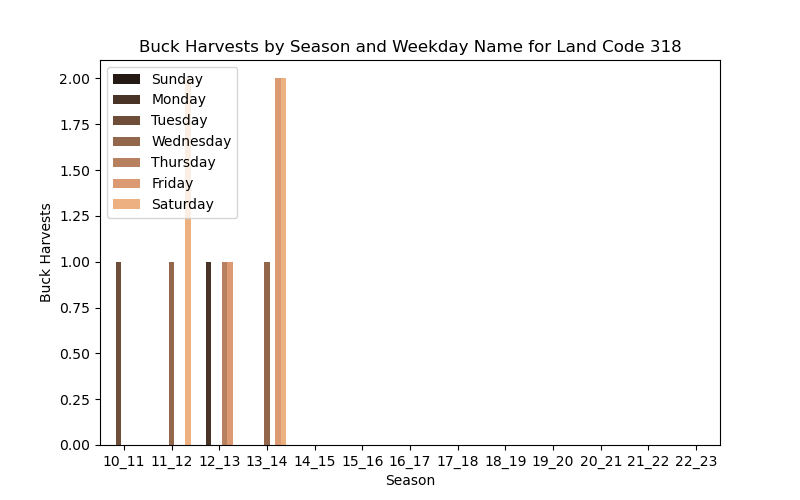 Buck Harvests by Season and Weekday Name for Land Code 318
Buck Harvests
2.00
1.75
1.50
1.25
1.00
0.75
0.50
0.25
0.00
Sunday
Monday
Tuesday
Wednesday
Thursday
Friday
Saturday
10_11 11_12 12_13 13_14 14_15 15_16 16_17 17_18 18_19 19_20 20_21 21_22 22_23
Season